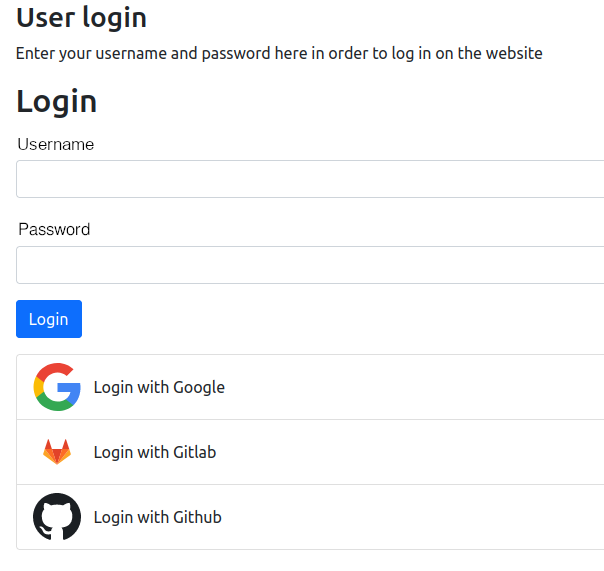 User login
Enter your username and password here in order to log in on the website
Login
Username
Password
Login
Login with Google
Login with Gitlab
Login with Github